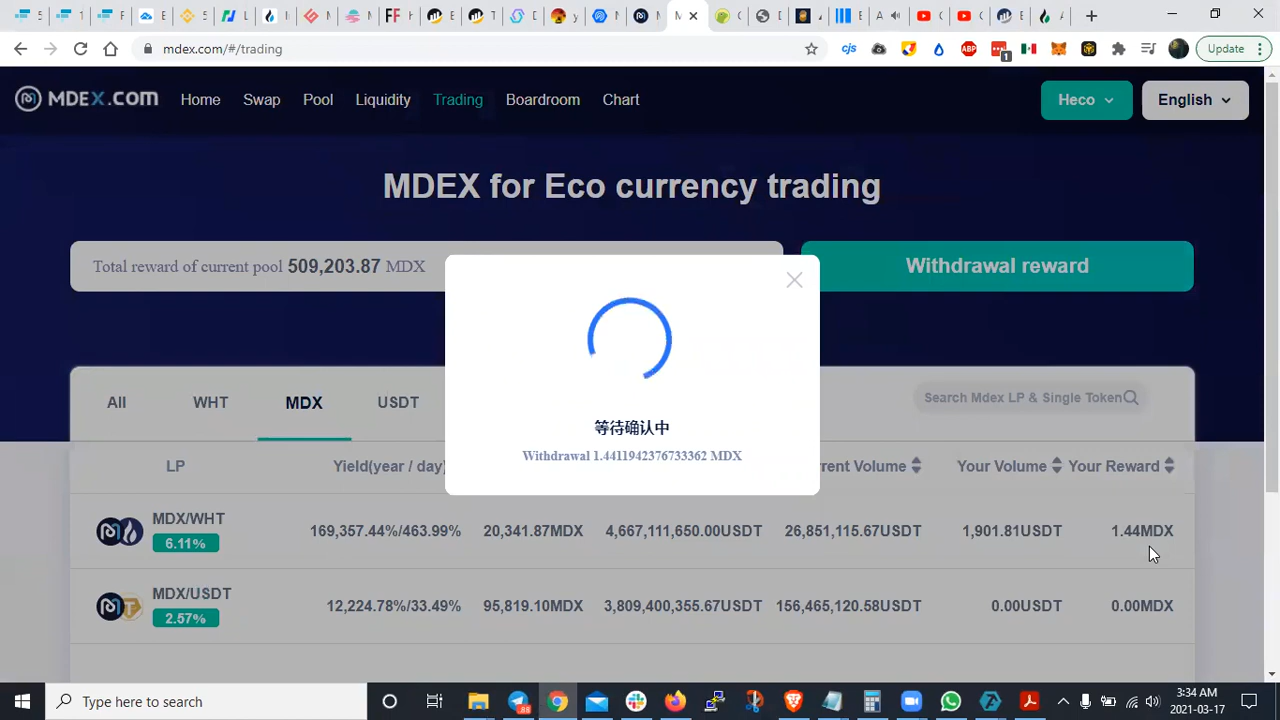 mdex.com/#/trading
1
Update
MDEX.COM
Home
Swap
Pool
Liquidity
Trading
Boardroom
Chart
Heco
English
MDEX for Eco currency trading
Total reward of current pool 509,203.87 MDX
Withdrawal reward
等待确认中
Withdrawal 1.4411942376733362 MDX
All
WHT
MDX
USDT
Search Mdex LP & Single Token
LP
Yield(year / day)
rent Volume
Your Volume
Your Reward
MDX/WHT
6.11%
169,357.44%/463.99%
20,341.87MDX
4,667,111,650.00USDT
26,851,115.67USDT
1,901.81USDT
1.44MDX
MDX/USDT
2.57%
12,224.78%/33.49%
95,819.10MDX
3,809,400,355.67USDT
156,465,120.58USDT
0.00USDT
0.00MDX
Type here to search
88
3:34 AM
2021-03-17